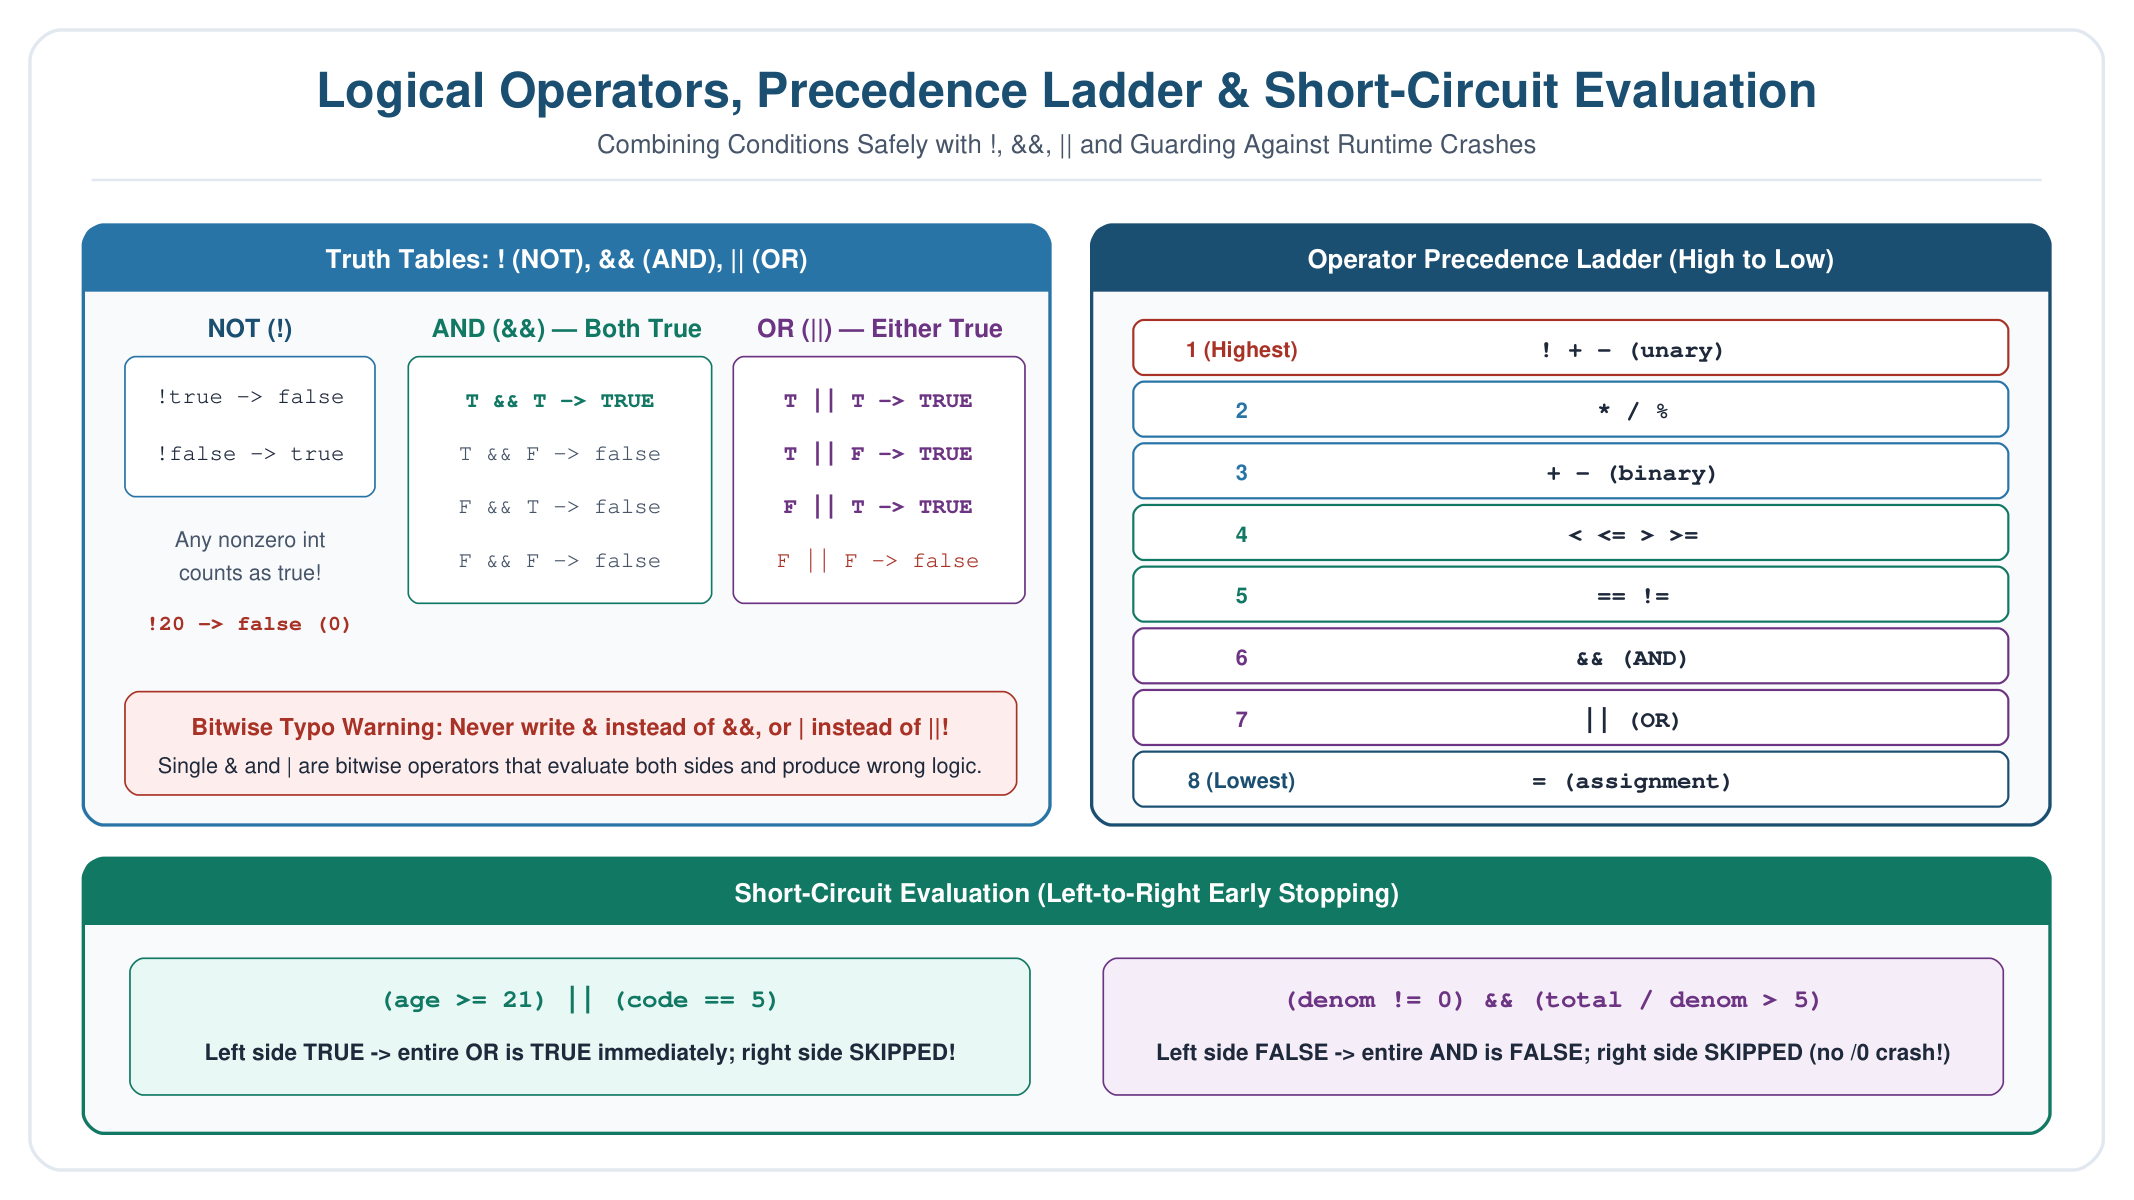 Logical Operators, Precedence Ladder & Short-Circuit Evaluation
Combining Conditions Safely with !, &&, || and Guarding Against Runtime Crashes
Truth Tables: ! (NOT), && (AND), || (OR)
NOT (!)
!true -> false
!false -> true
Any nonzero int
counts as true!
!20 -> false (0)
AND (&&) — Both True
T && T -> TRUE
T && F -> false
F && T -> false
F && F -> false
OR (||) — Either True
T || T -> TRUE
T || F -> TRUE
F || T -> TRUE
F || F -> false
Bitwise Typo Warning: Never write & instead of &&, or | instead of ||!
Single & and | are bitwise operators that evaluate both sides and produce wrong logic.
Operator Precedence Ladder (High to Low)
1 (Highest) ! + - (unary)
2 * / %
3 + - (binary)
4 < <= > >=
5 == !=
6 && (AND)
7 || (OR)
8 (Lowest) = (assignment)
Short-Circuit Evaluation (Left-to-Right Early Stopping)
(age >= 21) || (code == 5)
Left side TRUE -> entire OR is TRUE immediately; right side SKIPPED!
(denom != 0) && (total / denom > 5)
Left side FALSE -> entire AND is FALSE; right side SKIPPED (no /0 crash!)